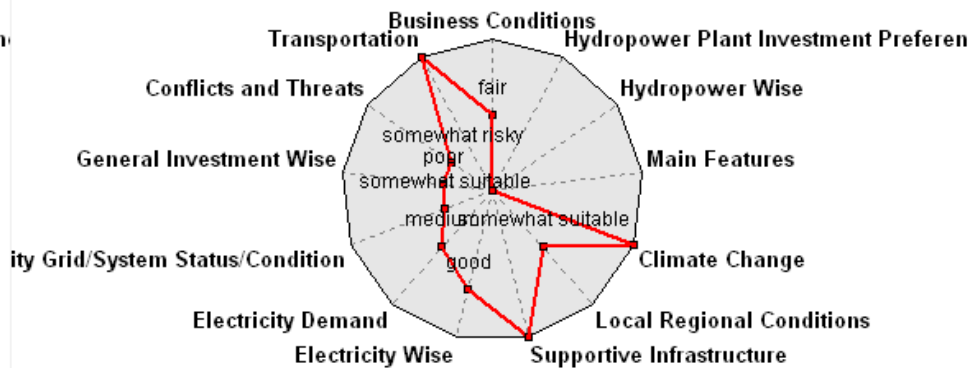 Business Conditions
Transportation
Hydropower Plant Investment Preferen
Conflicts and Threats
fair
Hydropower Wise
somewhat risky
General Investment Wise
poor
Main Features
somewhat suitable
medium
somewhat suitable
ity Grid/System Status/Condition
good
Climate Change
Electricity Demand
Local Regional Conditions
Electricity Wise
Supportive Infrastructure